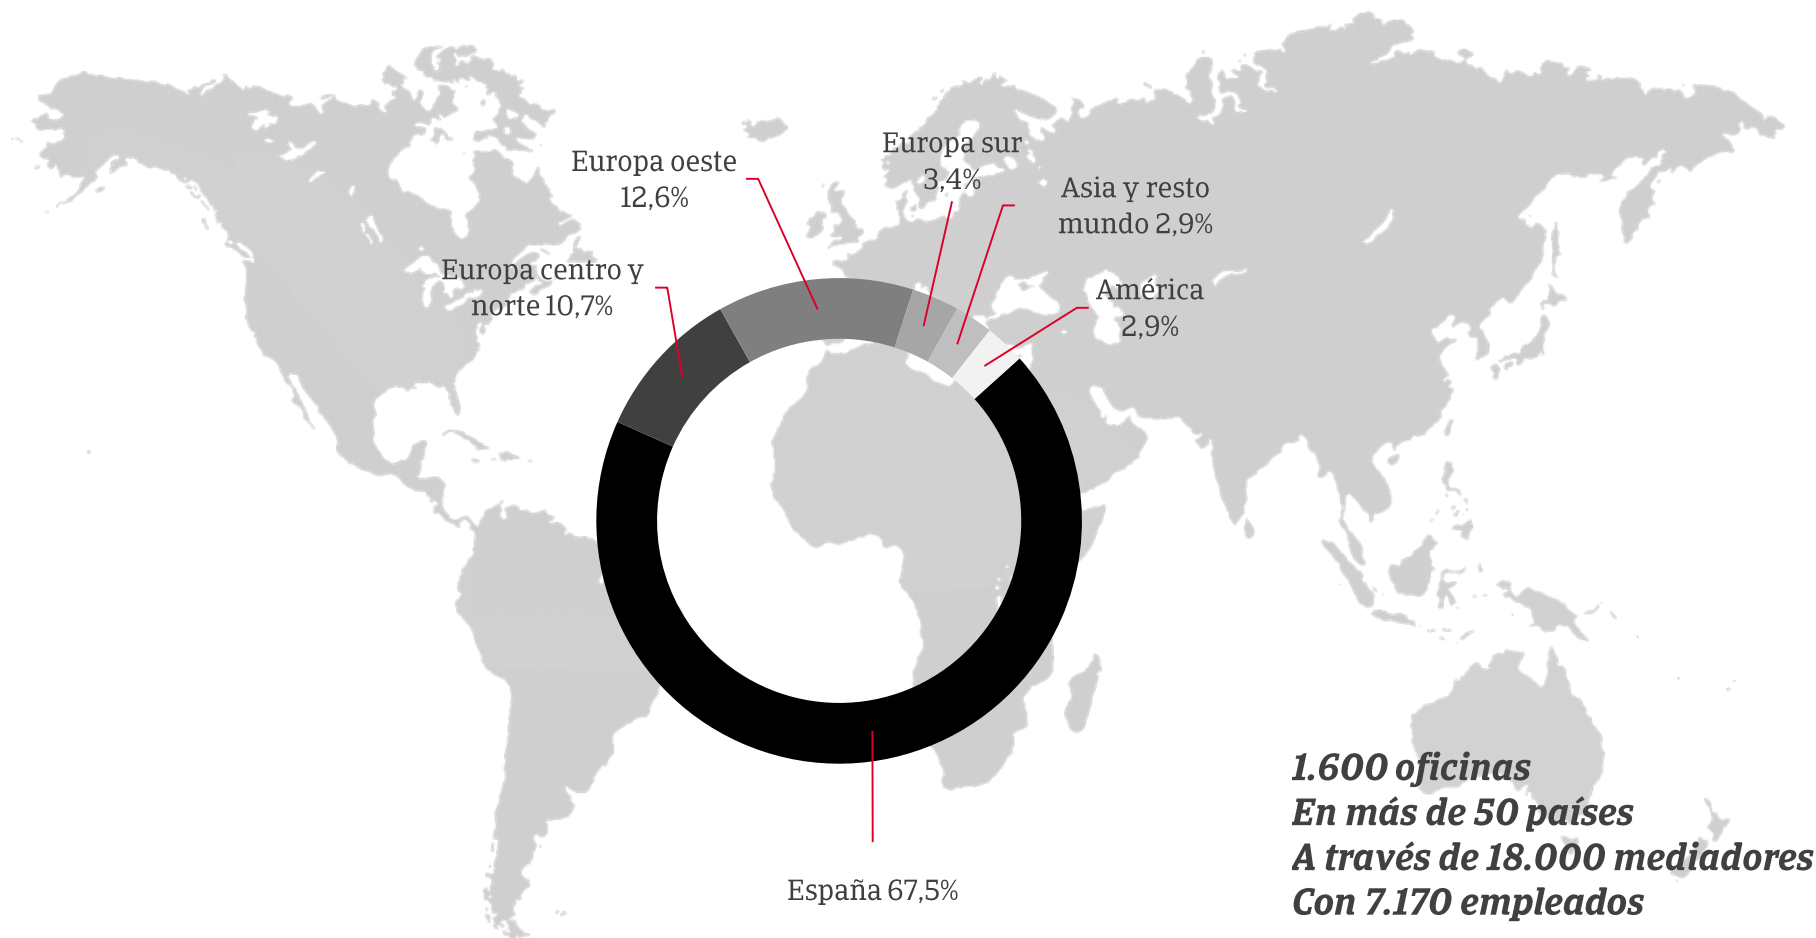 Europa oeste
12,6%
Europa sur
3,4%
Asia y resto
mundo 2,9%
Europa centro y
norte 10,7%
América
2,9%
España 67,5%
1.600 oficinas
En más de 50 países
A través de 18.000 mediadores
Con 7.170 empleados